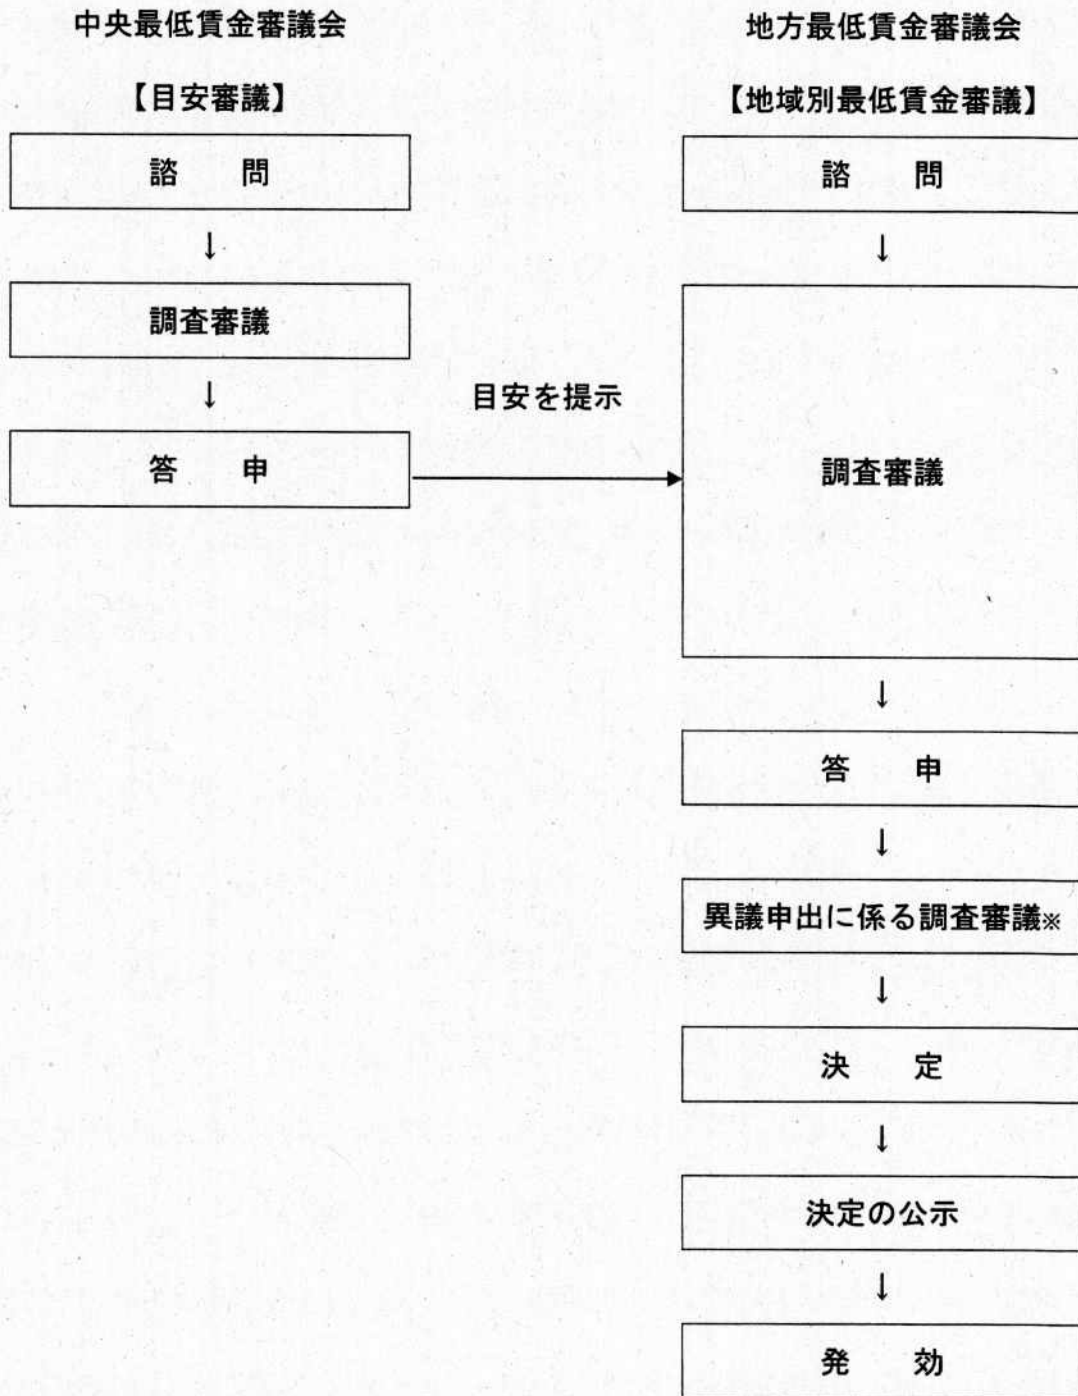 中央最低賃金審議会
【目安審議】
諮 問
↓
調査審議
↓
答 申
目安を提示
地方最低賃金審議会
【地域別最低賃金審議】
諮 問
↓
調査審議
↓
答 申
↓
異議申出に係る調査審議※
↓
決 定
↓
決定の公示
↓
発 効